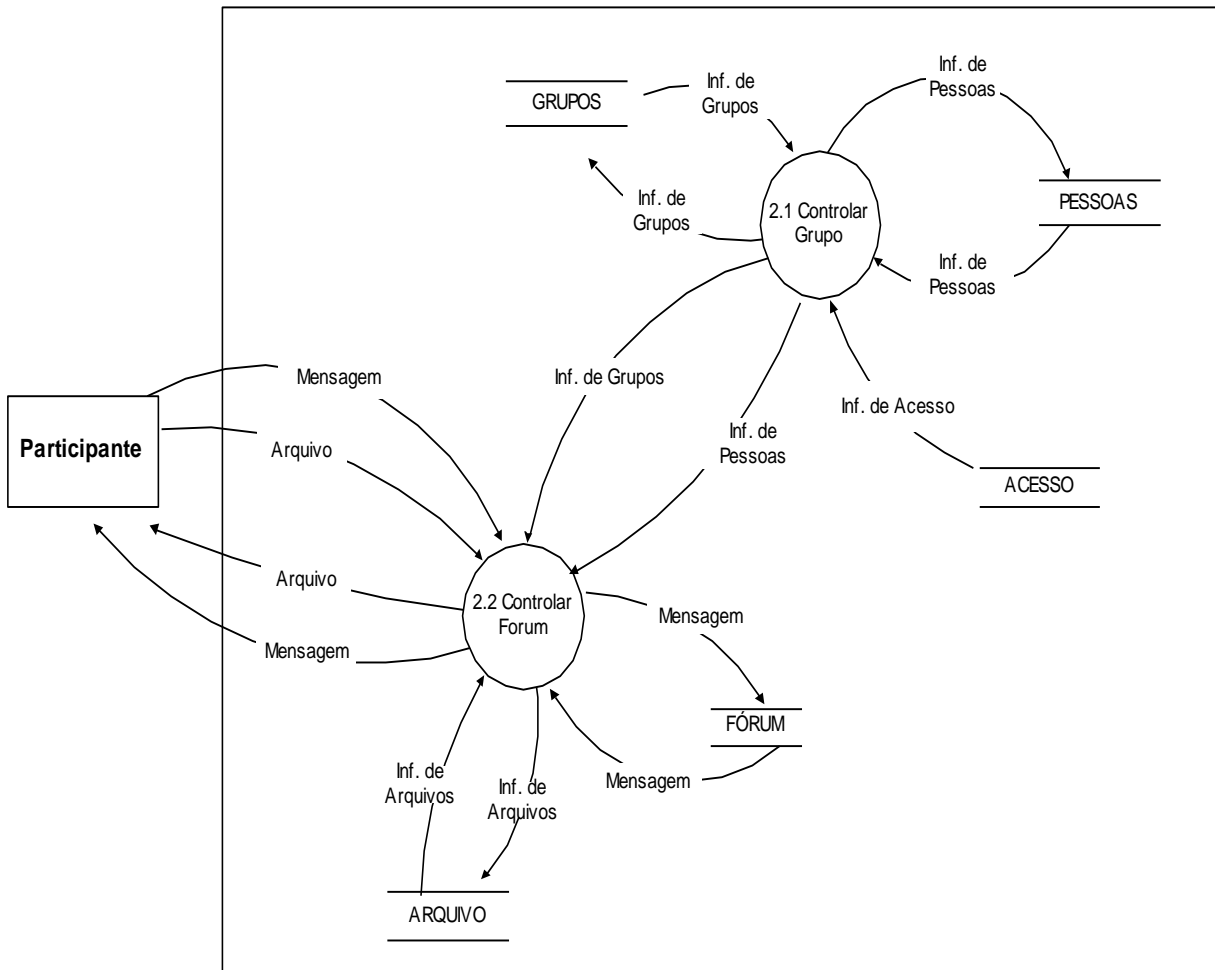 Inf. de
Grupos
GRUPOS
Inf. de
Pessoas
2.1 Controlar
Grupo
PESSOAS
Inf. de
Grupos
Inf. de
Pessoas
Mensagem
Inf. de Grupos
Inf. de Acesso
Participante
Arquivo
Inf. de
Pessoas
ACESSO
Arquivo
2.2 Controlar
Forum
Mensagem
Mensagem
FÓRUM
Inf. de
Arquivos
Inf. de
Arquivos
Mensagem
ARQUIVO